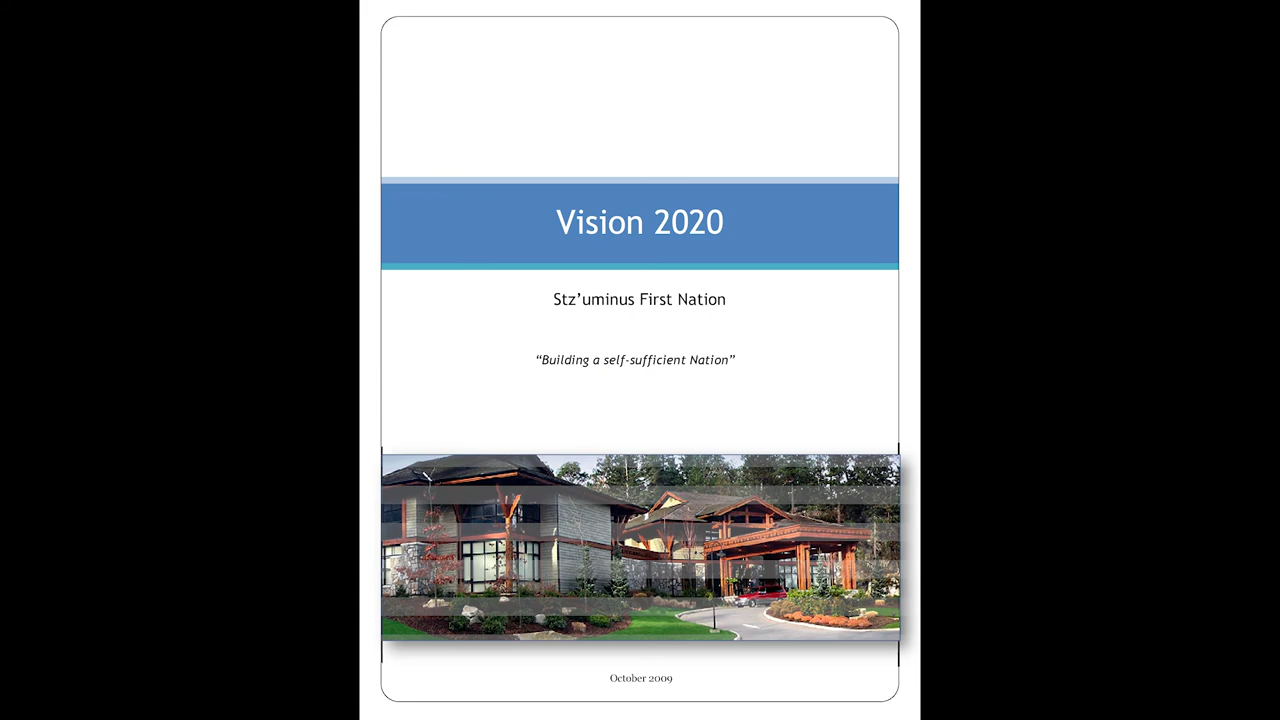 Vision 2020
Stz’uminus First Nation
“Building a self-sufficient Nation”
October 2009